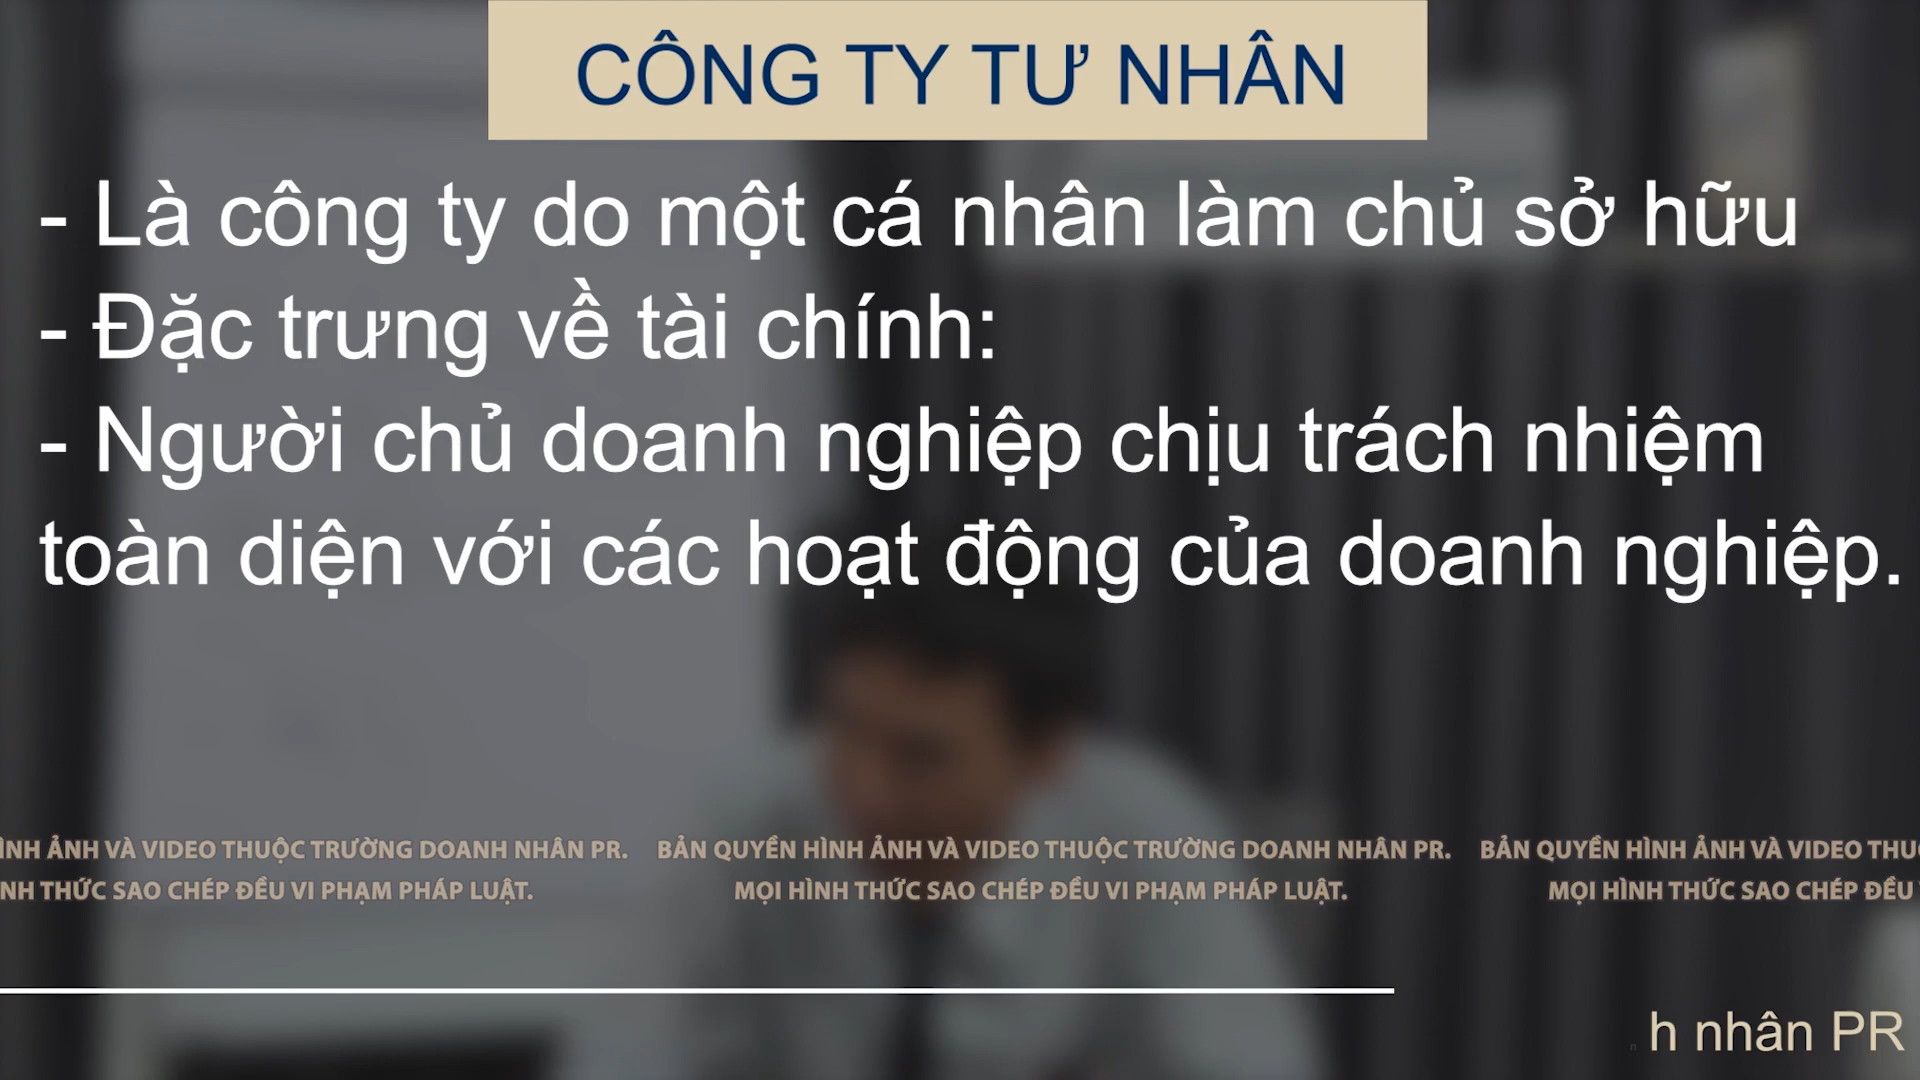 CÔNG TY TƯ NHÂN
- Là công ty do một cá nhân làm chủ sở hữu
- Đặc trưng về tài chính:
- Người chủ doanh nghiệp chịu trách nhiệm
toàn diện với các hoạt động của doanh nghiệp.
ÌNH ẢNH VÀ VIDEO THUỘC TRƯỜNG DOANH NHÂN PR. BẢN QUYỀN HÌNH ẢNH VÀ VIDEO THUỘC TRƯỜNG DOANH NHÂN PR. BẢN QUYỀN HÌNH ẢNH VÀ VIDEO
NH THỨC SAO CHÉP ĐỀU VI PHẠM PHÁP LUẬT. MỌI HÌNH THỨC SAO CHÉP ĐỀU VI PHẠM PHÁP LUẬT. MỌI HÌNH THỨC SAO CHÉP ĐỀU
h nhân PR